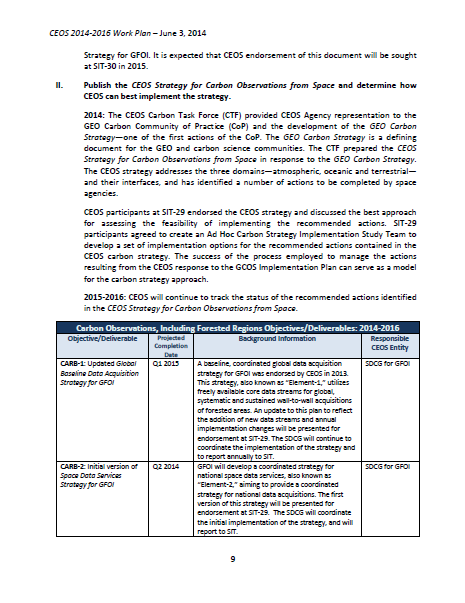 CEOS 2014-2016 Work Plan – June 3, 2014
Strategy for GFOI. It is expected that CEOS endorsement of this document will be sought
at SIT-30 in 2015.
II. Publish the CEOS Strategy for Carbon Observations from Space and determine how
CEOS can best implement the strategy.
2014: The CEOS Carbon Task Force (CTF) provided CEOS Agency representation to the
GEO Carbon Community of Practice (CoP) and the development of the GEO Carbon
Strategy—one of the first actions of the CoP. The GEO Carbon Strategy is a defining
document for the GEO and carbon science communities. The CTF prepared the CEOS
Strategy for Carbon Observations from Space in response to the GEO Carbon Strategy.
The CEOS strategy addresses the three domains—atmospheric, oceanic and terrestrial—
and their interfaces, and has identified a number of actions to be completed by space
agencies.
CEOS participants at SIT-29 endorsed the CEOS strategy and discussed the best approach
for assessing the feasibility of implementing the recommended actions. SIT-29
participants agreed to create an Ad Hoc Carbon Strategy Implementation Study Team to
develop a set of implementation options for the recommended actions contained in the
CEOS carbon strategy. The success of the process employed to manage the actions
resulting from the CEOS response to the GCOS Implementation Plan can serve as a model
for the carbon strategy approach.
2015-2016: CEOS will continue to track the status of the recommended actions identified
in the CEOS Strategy for Carbon Observations from Space.
Carbon Observations, Including Forested Regions Objectives/Deliverables: 2014-2016
Objective/Deliverable
Projected
Completion
Date
Background Information
Responsible
CEOS Entity
CARB-1: Updated Global
Baseline Data Acquisition
Strategy for GFOI
Q1 2015
A baseline, coordinated global data acquisition
strategy for GFOI was endorsed by CEOS in 2013.
This strategy, also known as "Element-1," utilizes
freely available core data streams for global,
systematic and sustained wall-to-wall acquisitions
of forested areas. An update to this plan to reflect
the addition of new data streams and annual
implementation changes will be presented for
endorsement at SIT-29. The SDCG will continue to
coordinate the implementation of the strategy and
to report annually to SIT.
SDCG for GFOI
CARB-2: Initial version of
Space Data Services
Strategy for GFOI
Q2 2014
GFOI will develop a coordinated strategy for
national space data services, also known as
"Element-2," aiming to provide a coordinated
strategy for national data acquisitions. The first
version of this strategy will be presented for
endorsement at SIT-29. The SDCG will coordinate
the initial implementation of the strategy, and will
report to SIT.
SDCG for GFOI
9